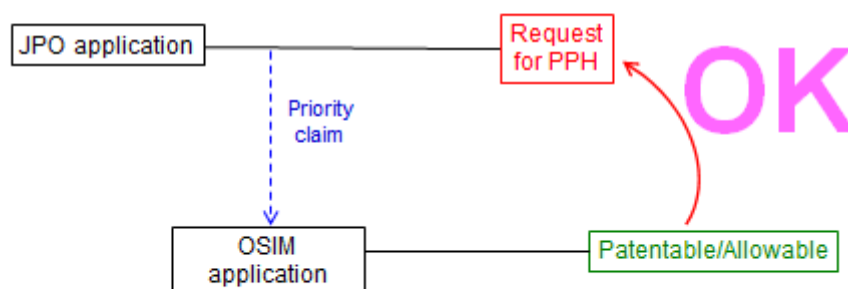 JPO application
Request
for PPH
OK
Priority
claim
OSIM
application
Patentable/Allowable